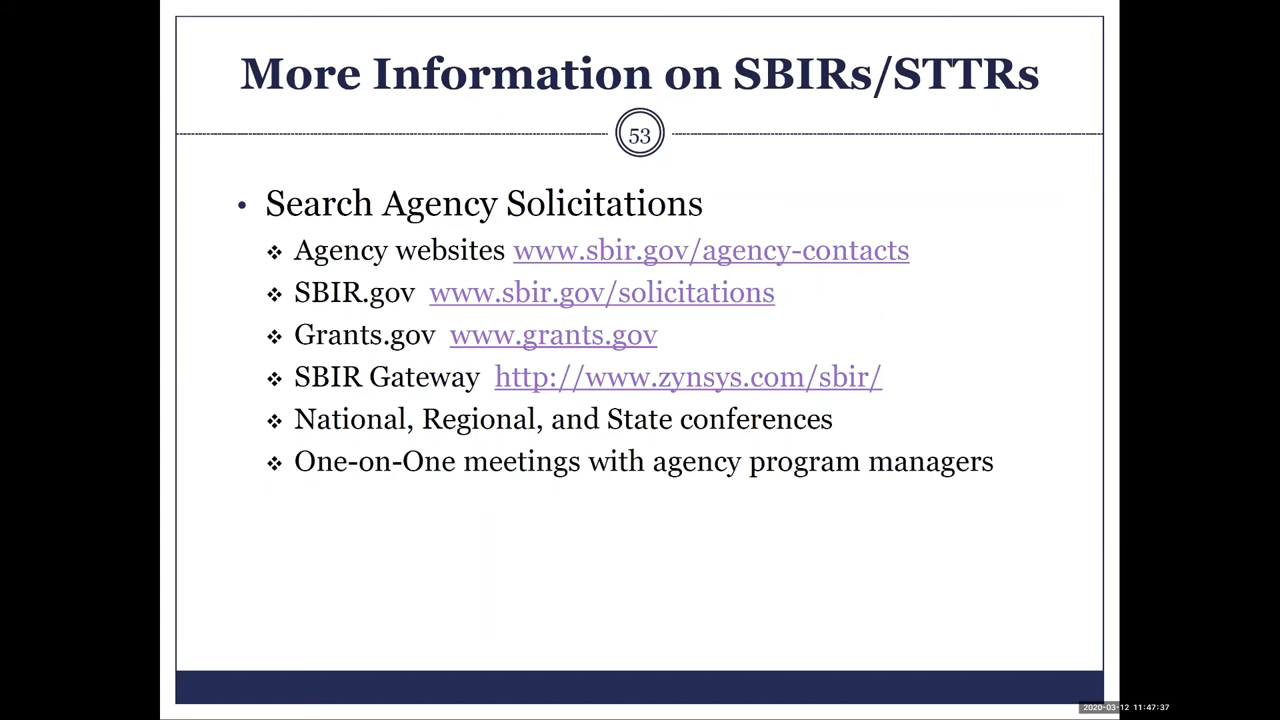 More Information on SBIRs/STTRs
53
• Search Agency Solicitations
❖ Agency websites www.sbir.gov/agency-contacts
❖ SBIR.gov www.sbir.gov/solicitations
❖ Grants.gov www.grants.gov
❖ SBIR Gateway http://www.zynsys.com/sbir/
❖ National, Regional, and State conferences
❖ One-on-One meetings with agency program managers
2020-03-12 11:47:37